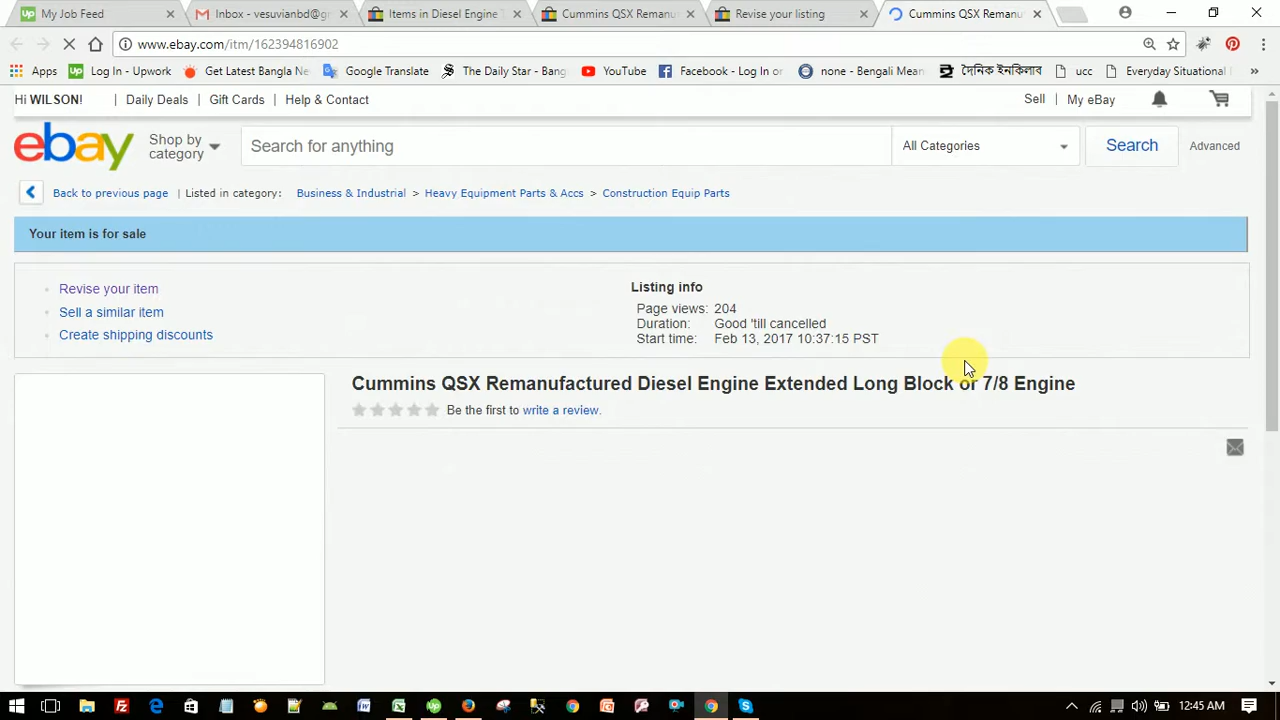 My Job Feed
Inbox - vesuvianbd@gr
Items in Diesel Engine
Cummins QSX Remanu
Revise your listing
Cummins QSX Remanu
www.ebay.com/itm/162394816902
Apps
Log In - Upwork
Get Latest Bangla Ne
Google Translate
The Daily Star - Bang
YouTube
Facebook - Log In or
none - Bengali Mean
দৈনিক ইনকিলাব
ucc
Everyday Situational
Hi WILSON!
Daily Deals
Gift Cards
Help & Contact
Sell
My eBay
ebay
Shop by
category
Search for anything
All Categories
Search
Advanced
Back to previous page | Listed in category: Business & Industrial > Heavy Equipment Parts & Accs > Construction Equip Parts
Your item is for sale
Revise your item
Sell a similar item
Create shipping discounts
Listing info
Page views: 204
Duration: Good 'till cancelled
Start time: Feb 13, 2017 10:37:15 PST
Cummins QSX Remanufactured Diesel Engine Extended Long Block or 7/8 Engine
Be the first to write a review.
12:45 AM